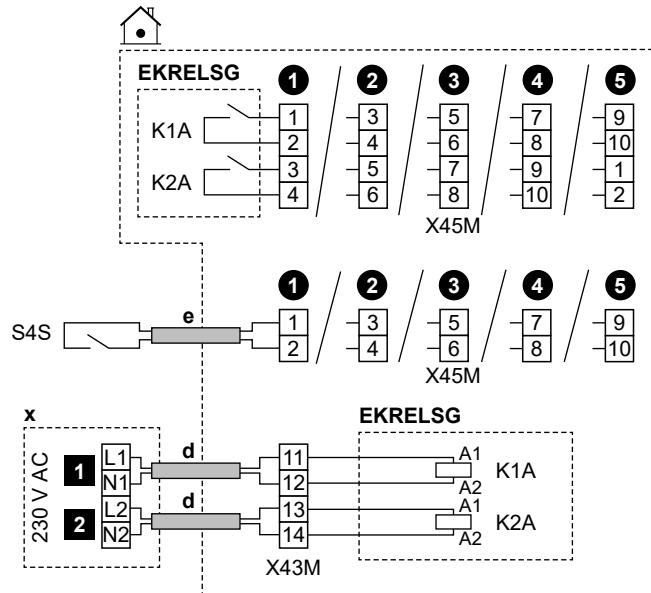 EKRELSG 1 2 3 4 5
K1A 1 3 5 7 9
2 4 6 8 10
K2A 3 5 7 9 1
4 6 8 10 2
X45M
1 2 3 4 5
S4S e 1 3 5 7 9
2 4 6 8 10
X45M
x EKRELSG
230 V AC
1 L1 d 11 A1 K1A
N1 12 A2
2 L2 d 13 A1 K2A
N2 14 A2
X43M